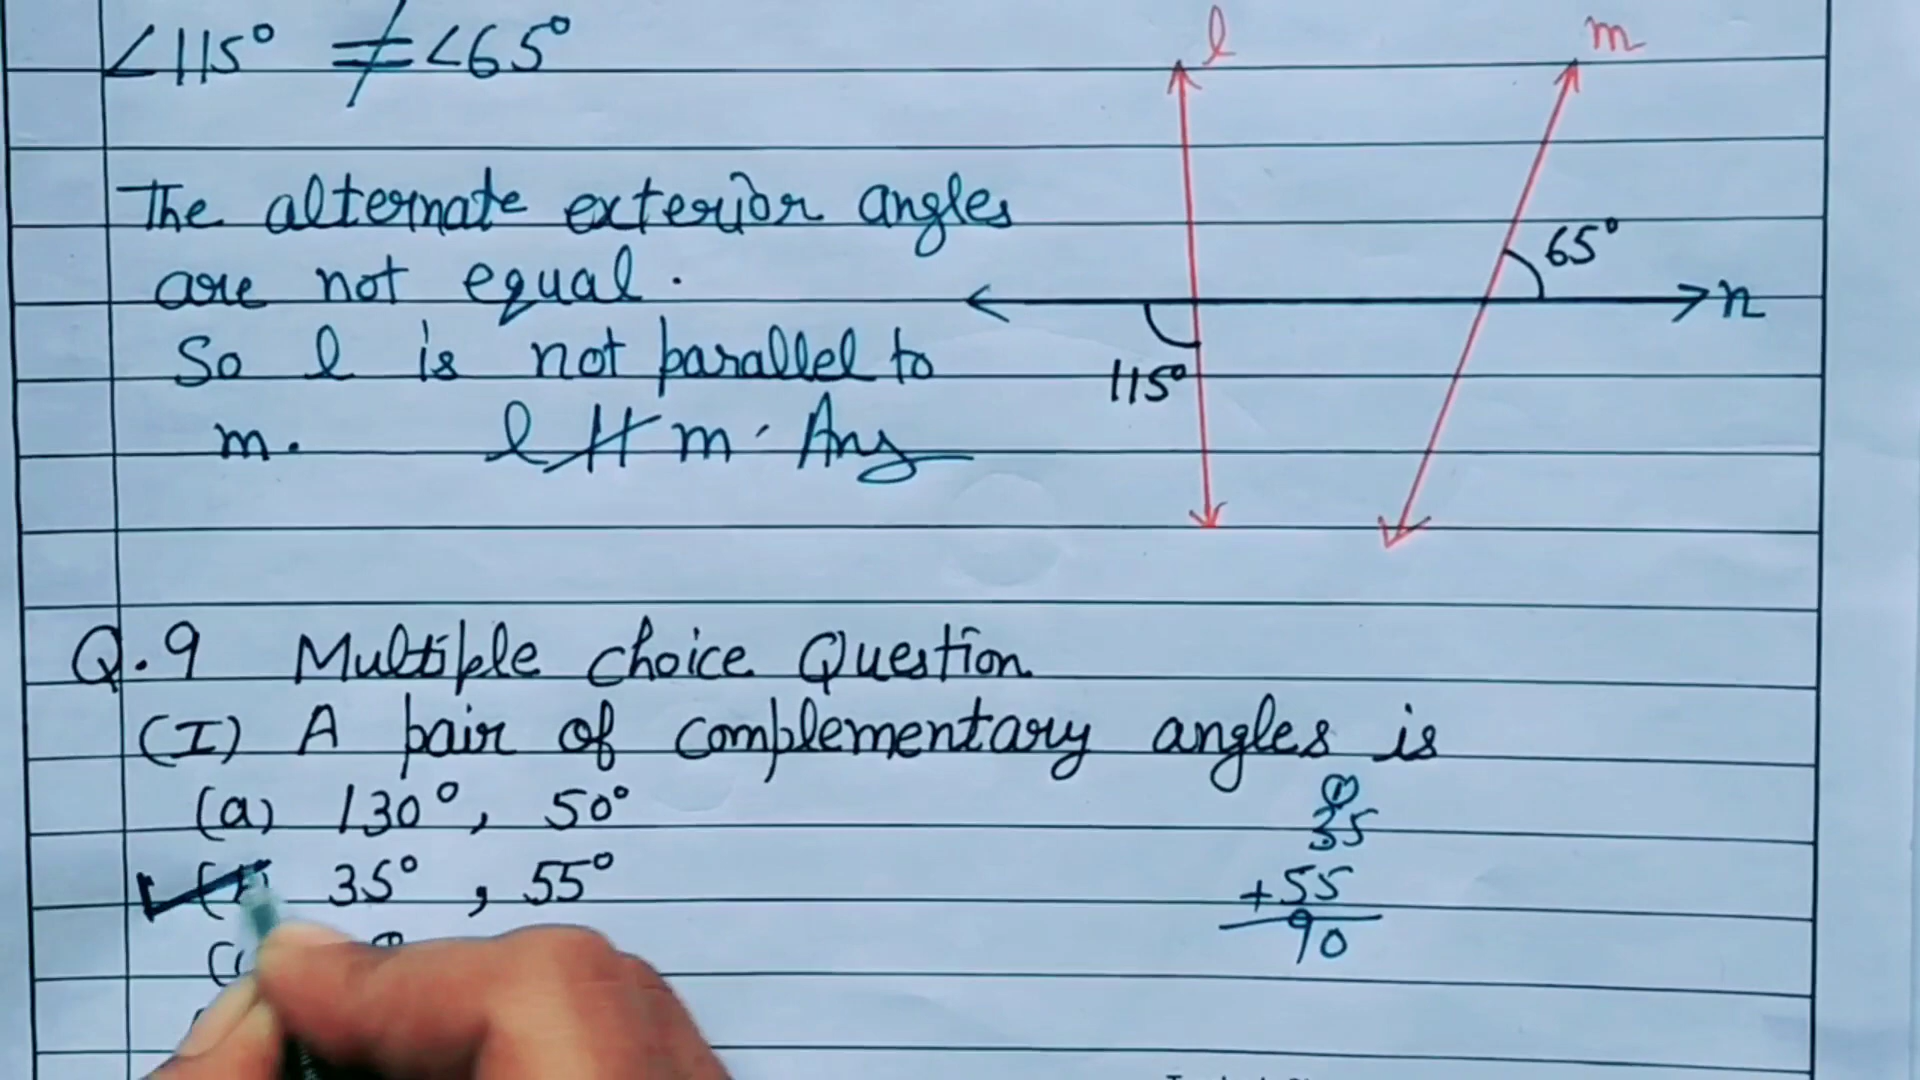 ∠115° ≠ ∠65°
The alternate exterior angles
are not equal.
So l is not parallel to
m. l ∦ m. Ans
l
m
65°
n
115°
Q.9 Multiple choice Question
(I) A pair of complementary angles is
(a) 130°, 50°
35°, 55°
1
35
+55
90